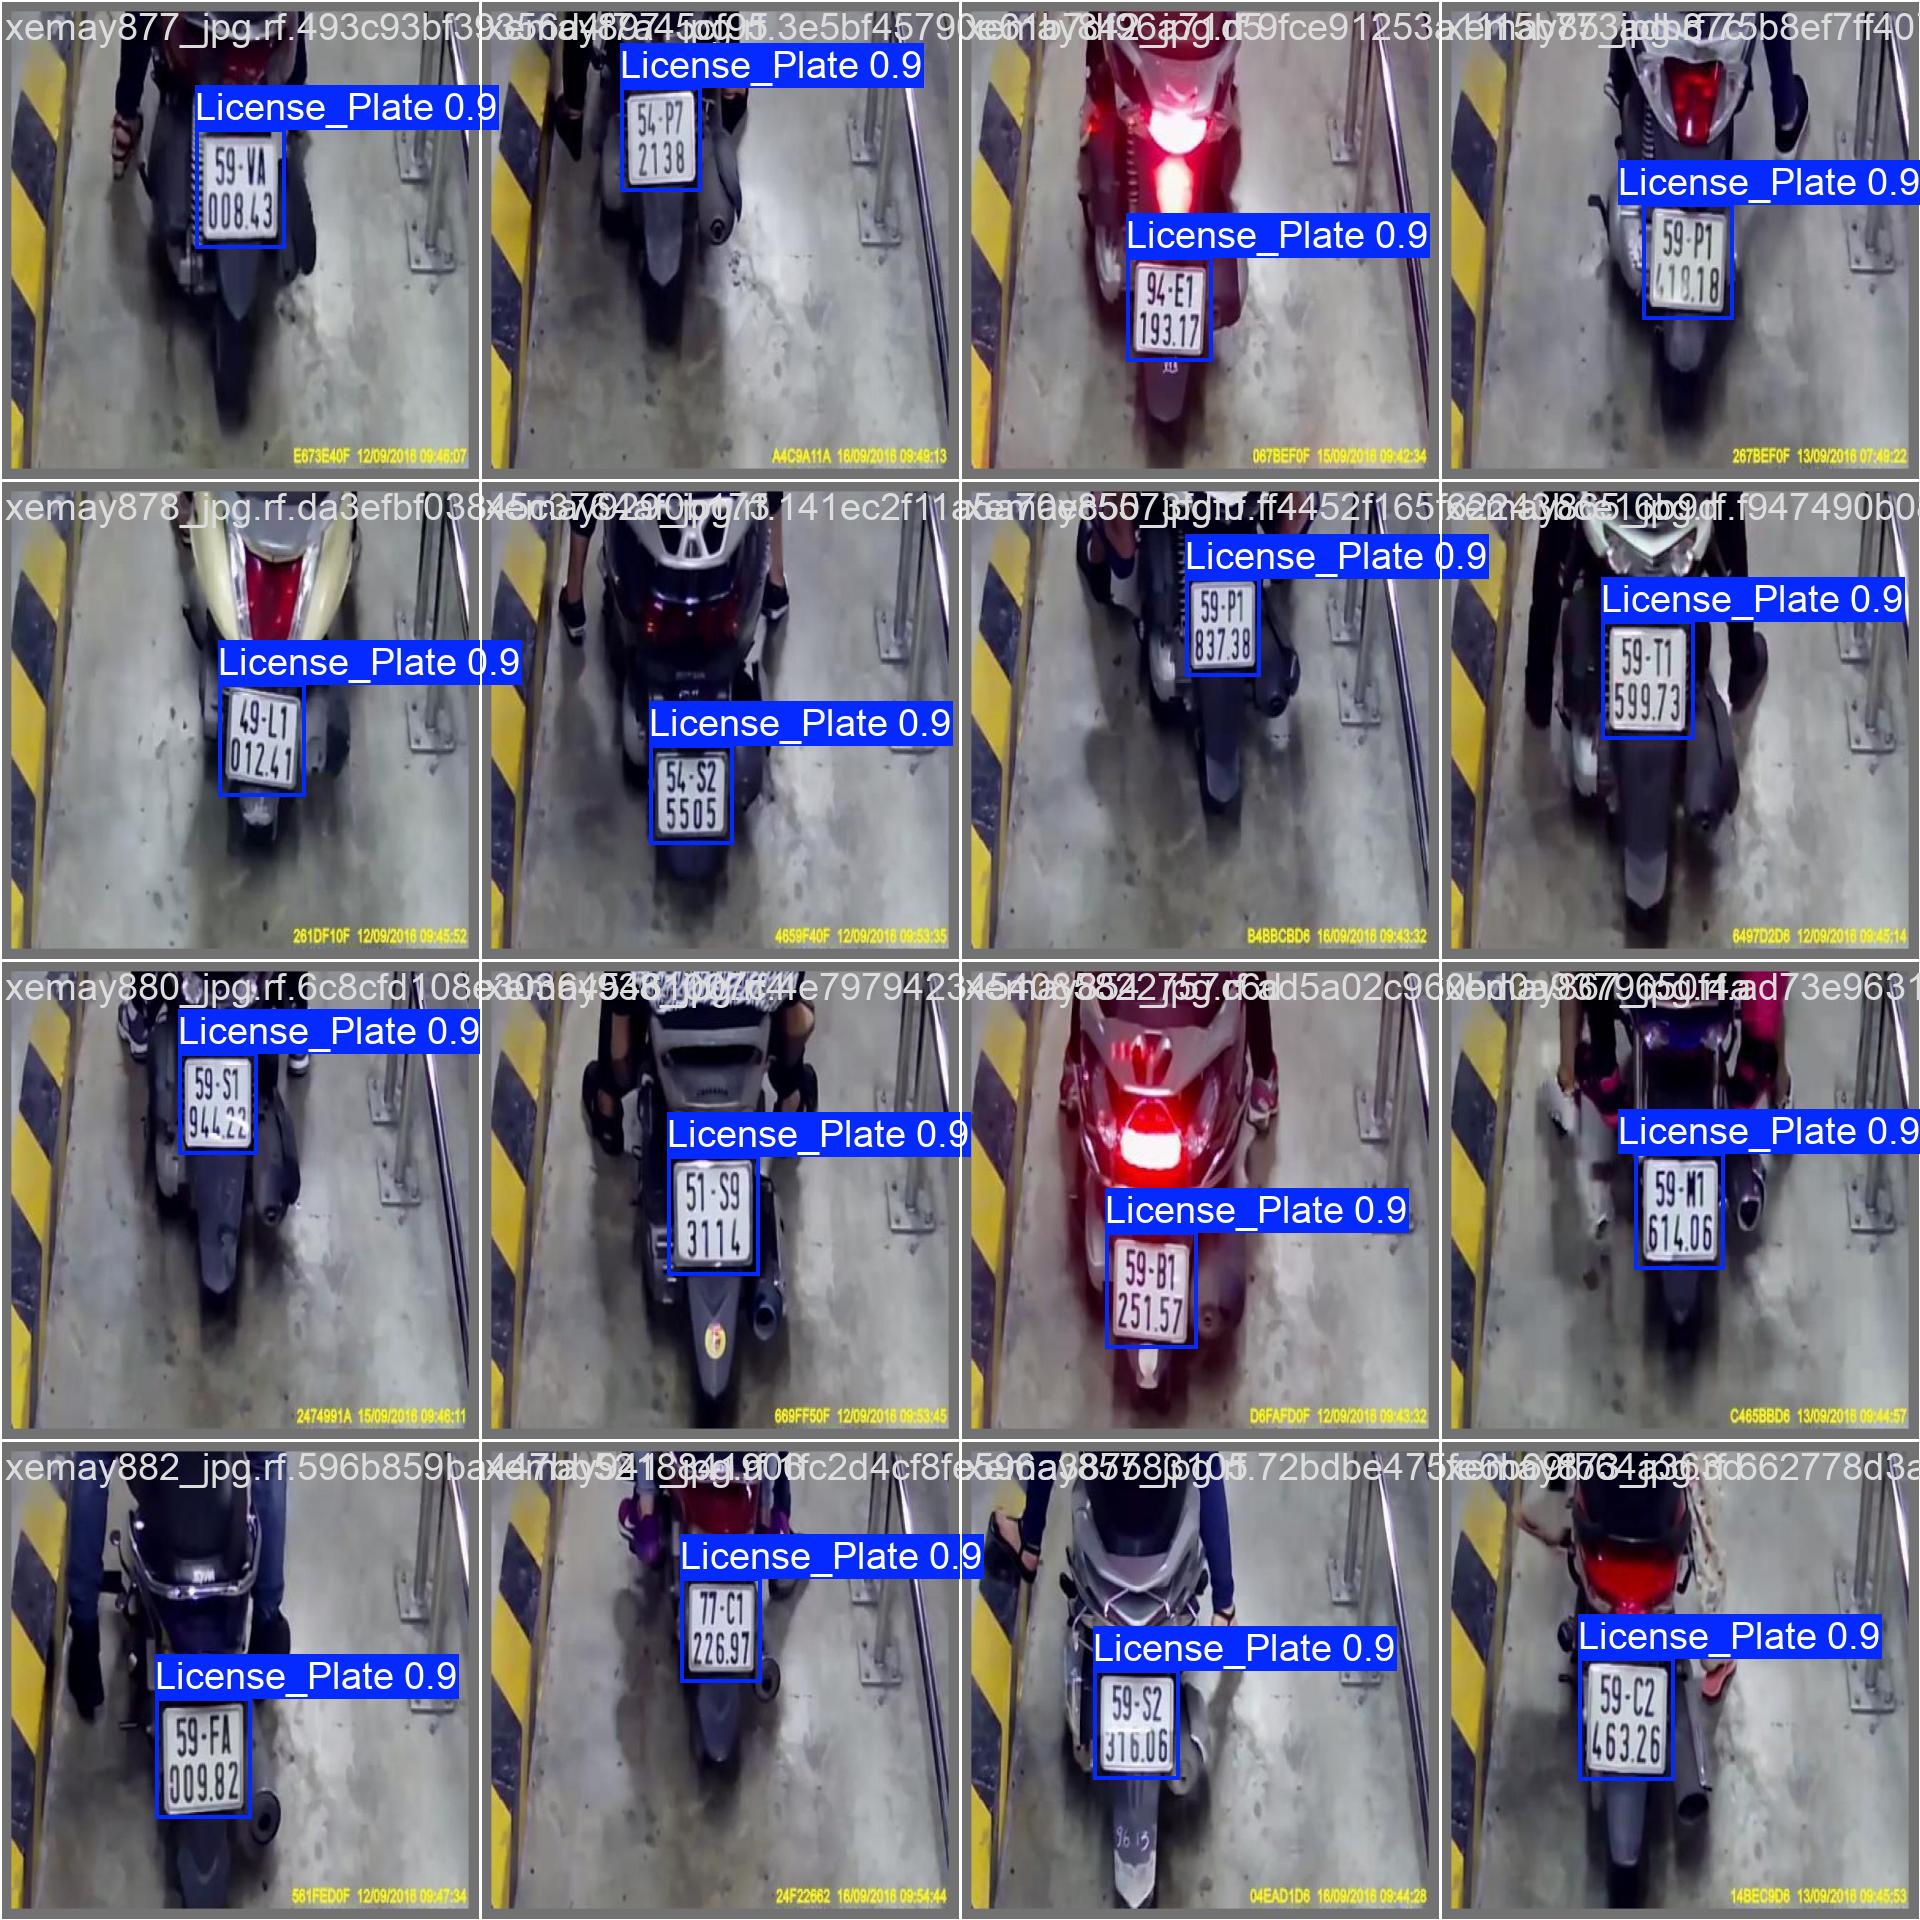 License_Plate 0.9
59-VA
008.43
E673E40F 12/09/2016 09:46:07
License_Plate 0.9
54-P7
2138
A4C9A11A 16/09/2016 09:49:13
License_Plate 0.9
94-E1
193.17
067BEF0F 15/09/2016 09:42:34
License_Plate 0.9
59-P1
418.18
267BEF0F 13/09/2016 07:49:22
License_Plate 0.9
49-L1
012.41
261DF10F 12/09/2016 09:45:52
License_Plate 0.9
54-S2
5505
4659F40F 12/09/2016 09:53:35
License_Plate 0.9
59-P1
837.38
B4BBCBD6 16/09/2016 09:43:32
License_Plate 0.9
59-T1
599.73
6497D2D6 12/09/2016 09:45:14
License_Plate 0.9
59-S1
944.22
2474991A 15/09/2016 09:46:11
License_Plate 0.9
51-S9
3114
669FF50F 12/09/2016 09:53:45
License_Plate 0.9
59-B1
251.57
D6FAFD0F 12/09/2016 09:43:32
License_Plate 0.9
59-M1
614.06
C465BBD6 13/09/2016 09:44:57
License_Plate 0.9
59-FA
009.82
561FED0F 12/09/2016 09:47:34
License_Plate 0.9
77-C1
226.97
24F22662 16/09/2016 09:54:44
License_Plate 0.9
59-S2
316.06
04EAD1D6 16/09/2016 09:44:28
License_Plate 0.9
59-C2
463.26
14BEC9D6 13/09/2016 09:45:53